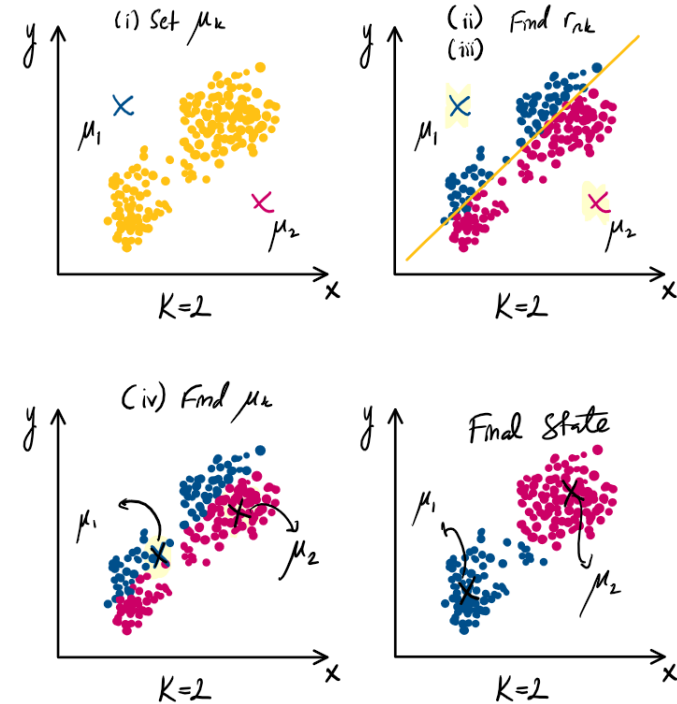 (i) Set μk
y
μ1
μ2
x
K=2
(ii) Find rnk
(iii)
y
μ1
μ2
x
K=2
(iv) Find μk
y
μ1
μ2
x
K=2
Final State
y
μ1
μ2
x
K=2